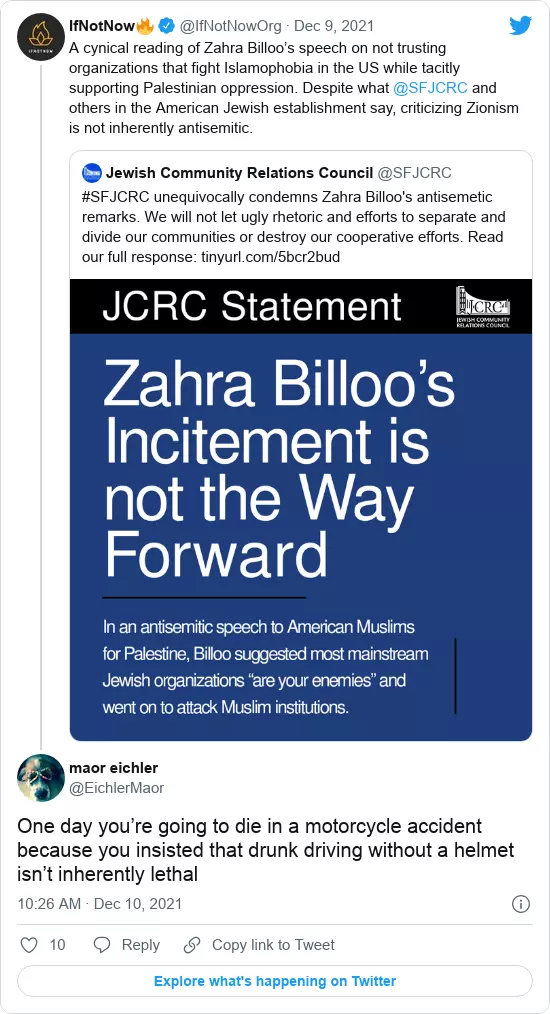 IfNotNow🔥 @IfNotNowOrg · Dec 9, 2021
IFNOTNOW
A cynical reading of Zahra Billoo's speech on not trusting
organizations that fight Islamophobia in the US while tacitly
supporting Palestinian oppression. Despite what @SFJCRC and
others in the American Jewish establishment say, criticizing Zionism
is not inherently antisemitic.
Jewish Community Relations Council @SFJCRC
#SFJCRC unequivocally condemns Zahra Billoo's antisemetic
remarks. We will not let ugly rhetoric and efforts to separate and
divide our communities or destroy our cooperative efforts. Read
our full response: tinyurl.com/5bcr2bud
JCRC Statement
JCRC
JEWISH COMMUNITY
RELATIONS COUNCIL
Zahra Billoo's
Incitement is
not the Way
Forward
In an antisemitic speech to American Muslims
for Palestine, Billoo suggested most mainstream
Jewish organizations “are your enemies” and
went on to attack Muslim institutions.
maor eichler
@EichlerMaor
One day you're going to die in a motorcycle accident
because you insisted that drunk driving without a helmet
isn't inherently lethal
10:26 AM · Dec 10, 2021
10 Reply Copy link to Tweet
Explore what's happening on Twitter